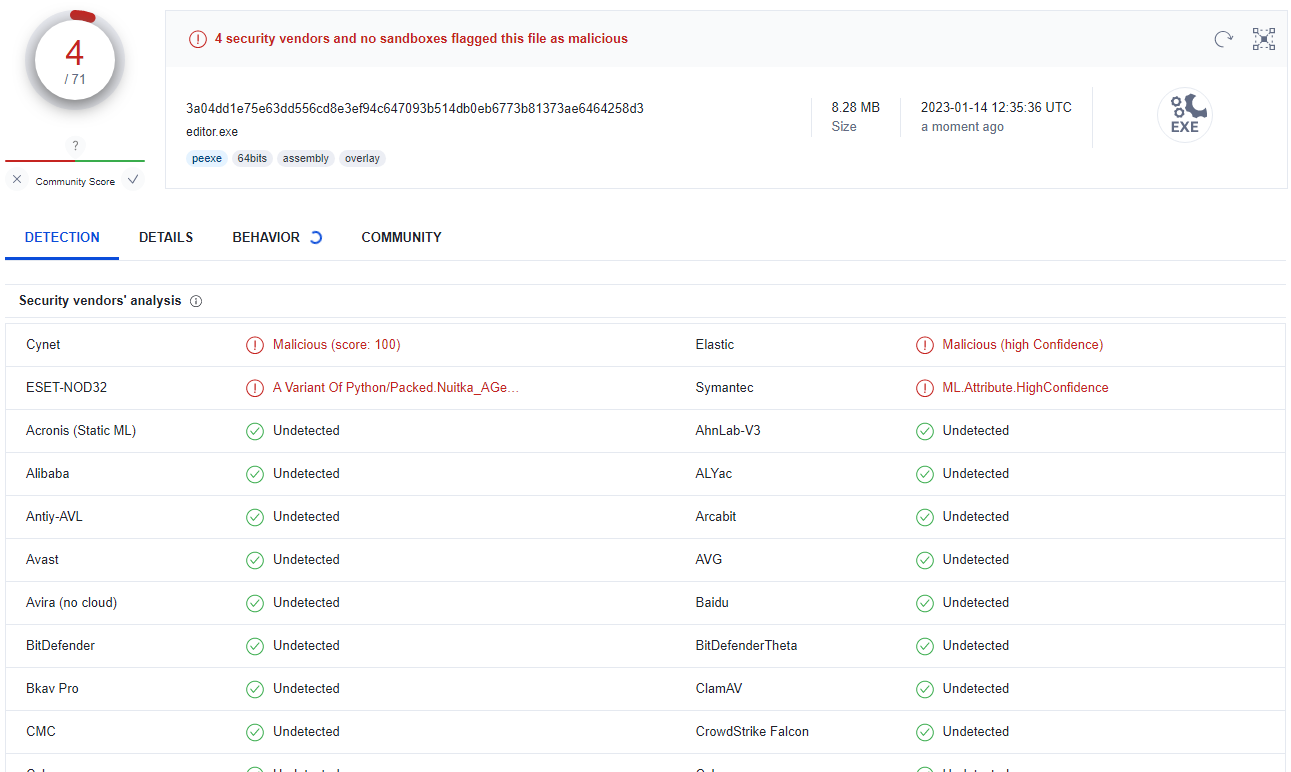 4
/ 71
?
Community Score
4 security vendors and no sandboxes flagged this file as malicious
3a04dd1e75e63dd556cd8e3ef94c647093b514db0eb6773b81373ae6464258d3
editor.exe
peexe 64bits assembly overlay
8.28 MB
Size
2023-01-14 12:35:36 UTC
a moment ago
EXE
DETECTION DETAILS BEHAVIOR COMMUNITY
Security vendors' analysis
Cynet Malicious (score: 100) Elastic Malicious (high Confidence)
ESET-NOD32 A Variant Of Python/Packed.Nuitka_AGe... Symantec ML.Attribute.HighConfidence
Acronis (Static ML) Undetected AhnLab-V3 Undetected
Alibaba Undetected ALYac Undetected
Antiy-AVL Undetected Arcabit Undetected
Avast Undetected AVG Undetected
Avira (no cloud) Undetected Baidu Undetected
BitDefender Undetected BitDefenderTheta Undetected
Bkav Pro Undetected ClamAV Undetected
CMC Undetected CrowdStrike Falcon Undetected